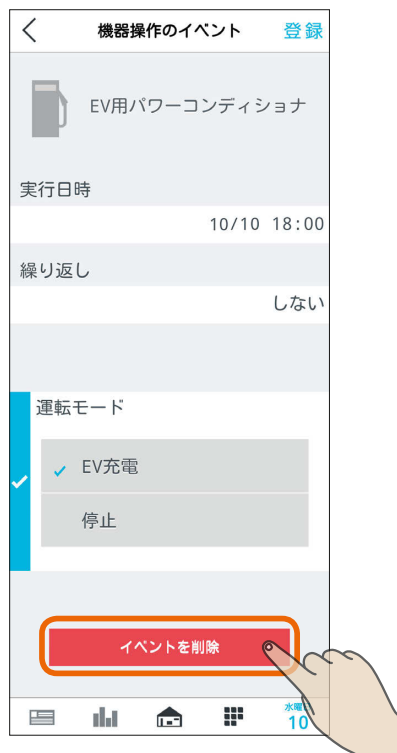 機器操作のイベント 登録
EV用パワーコンディショナ
実行日時
10/10 18:00
繰り返し
しない
運転モード
EV充電
停止
イベントを削除
水曜
10